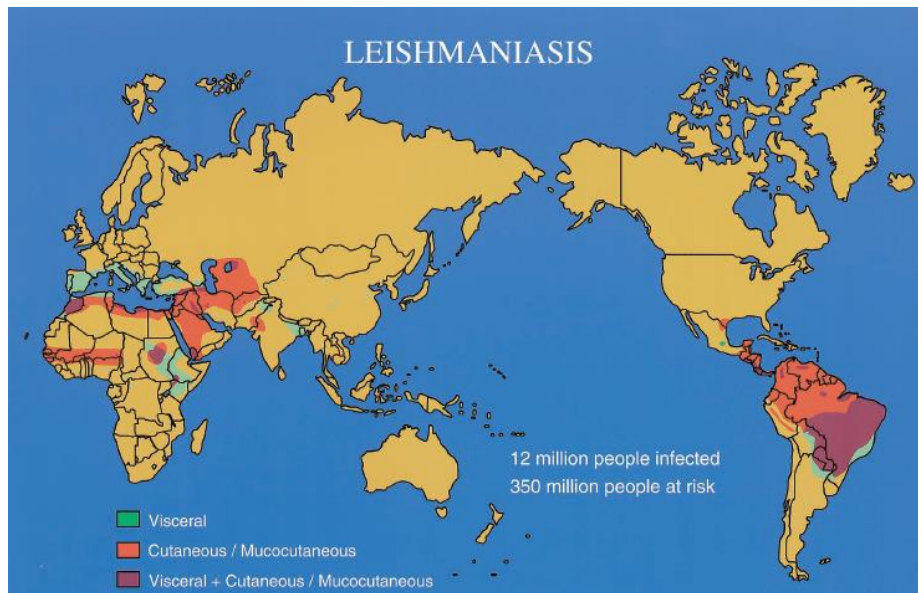 LEISHMANIASIS
12 million people infected
350 million people at risk
Visceral
Cutaneous / Mucocutaneous
Visceral + Cutaneous / Mucocutaneous